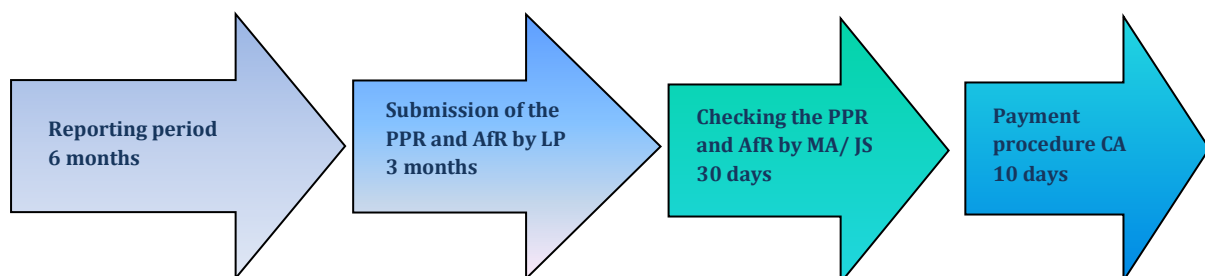 Reporting period
6 months
Submission of the
PPR and AfR by LP
3 months
Checking the PPR
and AfR by MA/ JS
30 days
Payment
procedure CA
10 days